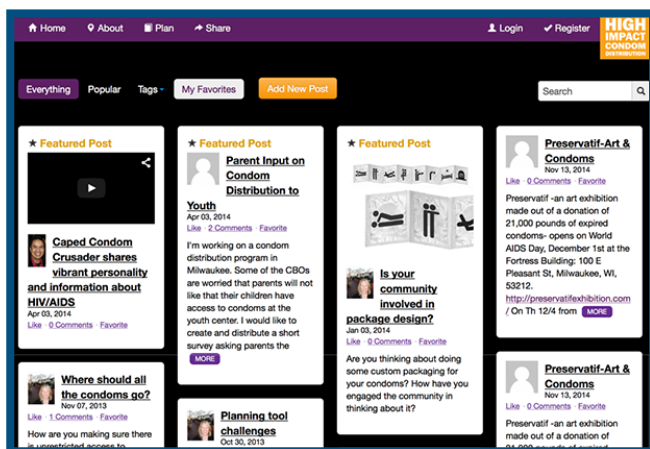 Home
About
Plan
Share
Login
Register
HIGH
IMPACT
CONDOM
DISTRIBUTION
Everything
Popular
Tags
My Favorites
Add New Post
Search
★ Featured Post
Caped Condom
Crusader shares
vibrant personality
and information about
HIV/AIDS
Apr 03, 2014
Like · 0 Comments · Favorite
Where should all
the condoms go?
Nov 07, 2013
Like · 1 Comments · Favorite
How are you making sure there
is unrestricted access to
★ Featured Post
Parent Input on
Condom
Distribution to
Youth
Apr 03, 2014
Like · 2 Comments · Favorite
I'm working on a condom
distribution program in
Milwaukee. Some of the CBOs
are worried that parents will not
like that their children have
access to condoms at the
youth center. I would like to
create and distribute a short
survey asking parents the
MORE
Planning tool
challenges
Oct 30, 2013
★ Featured Post
Is your
community
involved in
package design?
Jan 03, 2014
Like · 0 Comments · Favorite
Are you thinking about doing
some custom packaging for
your condoms? How have you
engaged the community in
thinking about it?
Preservatif-Art &
Condoms
Nov 13, 2014
Like · 0 Comments · Favorite
Preservatif -an art exhibition
made out of a donation of
21,000 pounds of expired
condoms- opens on World
AIDS Day, December 1st at the
Fortress Building: 100 E
Pleasant St, Milwaukee, WI,
53212.
http://preservatifexhibition.com
/ On Th 12/4 from MORE
Preservatif-Art &
Condoms
Nov 13, 2014
Like · 0 Comments · Favorite
Preservatif -an art exhibition
made out of a donation of
21,000 pounds of expired